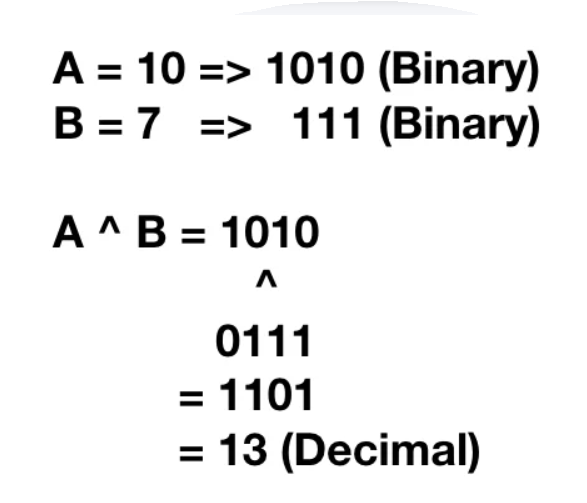 A = 10 => 1010 (Binary)
B = 7 => 111 (Binary)
A ^ B = 1010
^
0111
= 1101
= 13 (Decimal)